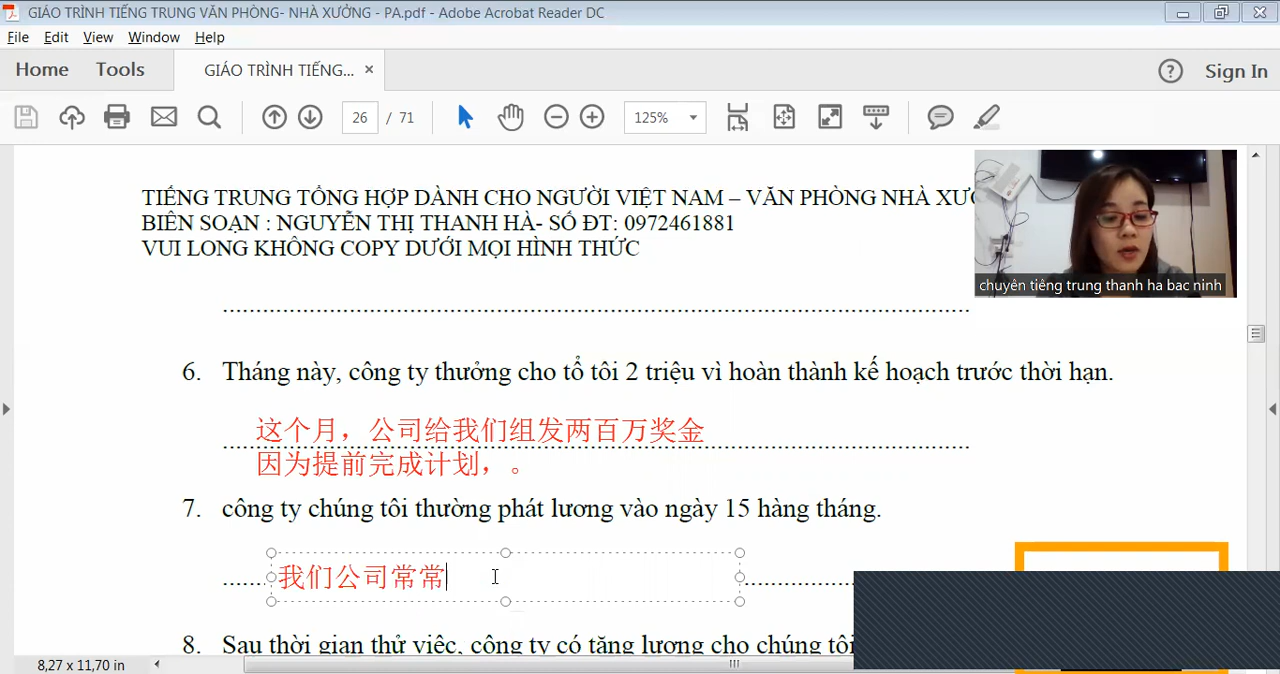 GIÁO TRÌNH TIẾNG TRUNG VĂN PHÒNG- NHÀ XƯỞNG - PA.pdf - Adobe Acrobat Reader DC
File Edit View Window Help
Home Tools GIÁO TRÌNH TIẾNG... × ? Sign In
26 / 71 125%
TIẾNG TRUNG TỔNG HỢP DÀNH CHO NGƯỜI VIỆT NAM – VĂN PHÒNG NHÀ XƯ
BIÊN SOẠN : NGUYỄN THỊ THANH HÀ- SỐ ĐT: 0972461881
VUI LONG KHÔNG COPY DƯỚI MỌI HÌNH THỨC
chuyên tiêng trung thanh ha bac ninh
6. Tháng này, công ty thưởng cho tổ tôi 2 triệu vì hoàn thành kế hoạch trước thời hạn.
这个月，公司给我们组发两百万奖金
因为提前完成计划，。
7. công ty chúng tôi thường phát lương vào ngày 15 hàng tháng.
我们公司常常
8. Sau thời gian thử việc, công ty có tăng lương cho chúng tôi
8,27 x 11,70 in